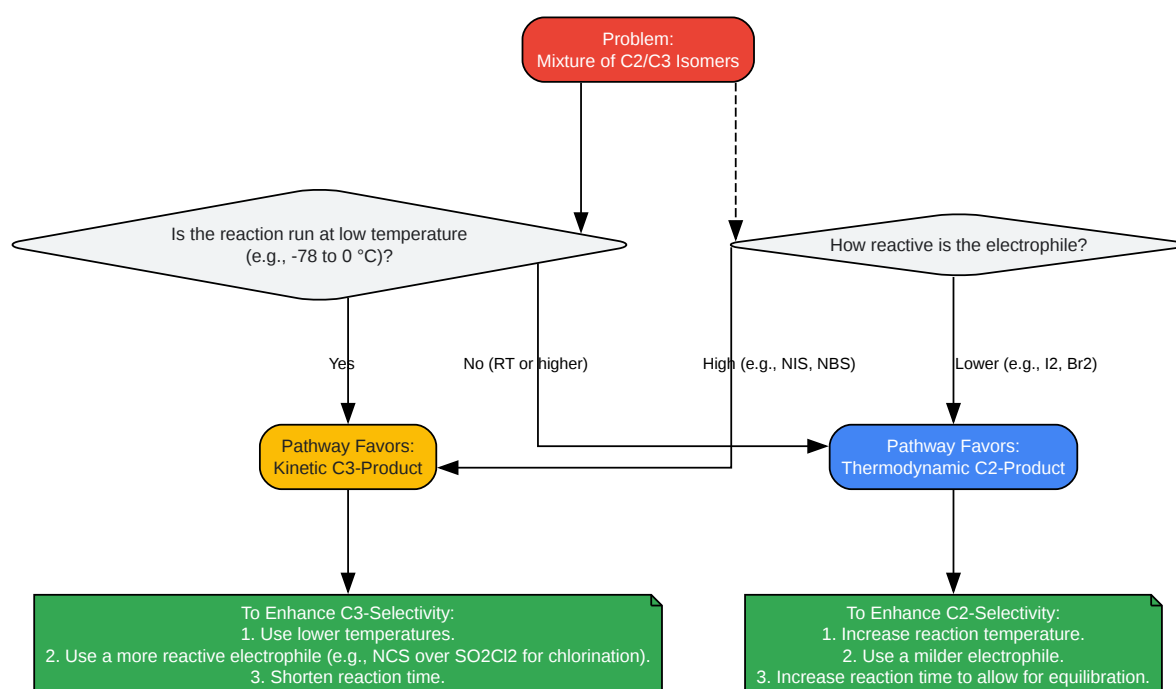 Problem:
Mixture of C2/C3 Isomers
Is the reaction run at low temperature
(e.g., -78 to 0 °C)?
How reactive is the electrophile?
Yes
No (RT or higher)
High (e.g., NIS, NBS)
Lower (e.g., I2, Br2)
Pathway Favors:
Kinetic C3-Product
Pathway Favors:
Thermodynamic C2-Product
To Enhance C3-Selectivity:
1. Use lower temperatures.
2. Use a more reactive electrophile (e.g., NCS over SO2Cl2 for chlorination).
3. Shorten reaction time.
To Enhance C2-Selectivity:
1. Increase reaction temperature.
2. Use a milder electrophile.
3. Increase reaction time to allow for equilibration.